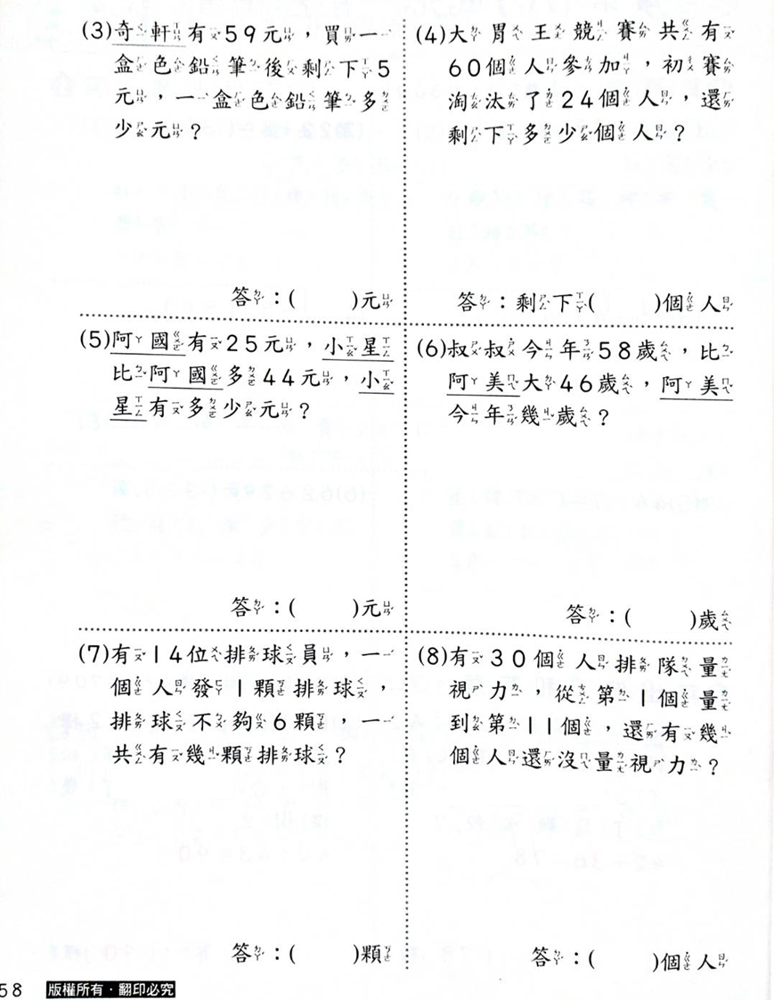 (3)奇軒有59元，買一
盒色鉛筆後剩下5
元，一盒色鉛筆多
少元？
答：(　　)元
(4)大胃王競賽共有
60個人參加，初賽
淘汰了24個人，還
剩下多少個人？
答：剩下(　　)個人
(5)阿國有25元，小星
比阿國多44元，小
星有多少元？
答：(　　)元
(6)叔叔今年58歲，比
阿美大46歲，阿美
今年幾歲？
答：(　　)歲
(7)有14位排球員，一
個人發1顆排球，
排球不夠6顆，一
共有幾顆排球？
答：(　　)顆
(8)有30個人排隊量
視力，從第1個量
到第11個，還有幾
個人還沒量視力？
答：(　　)個人
58 版權所有・翻印必究